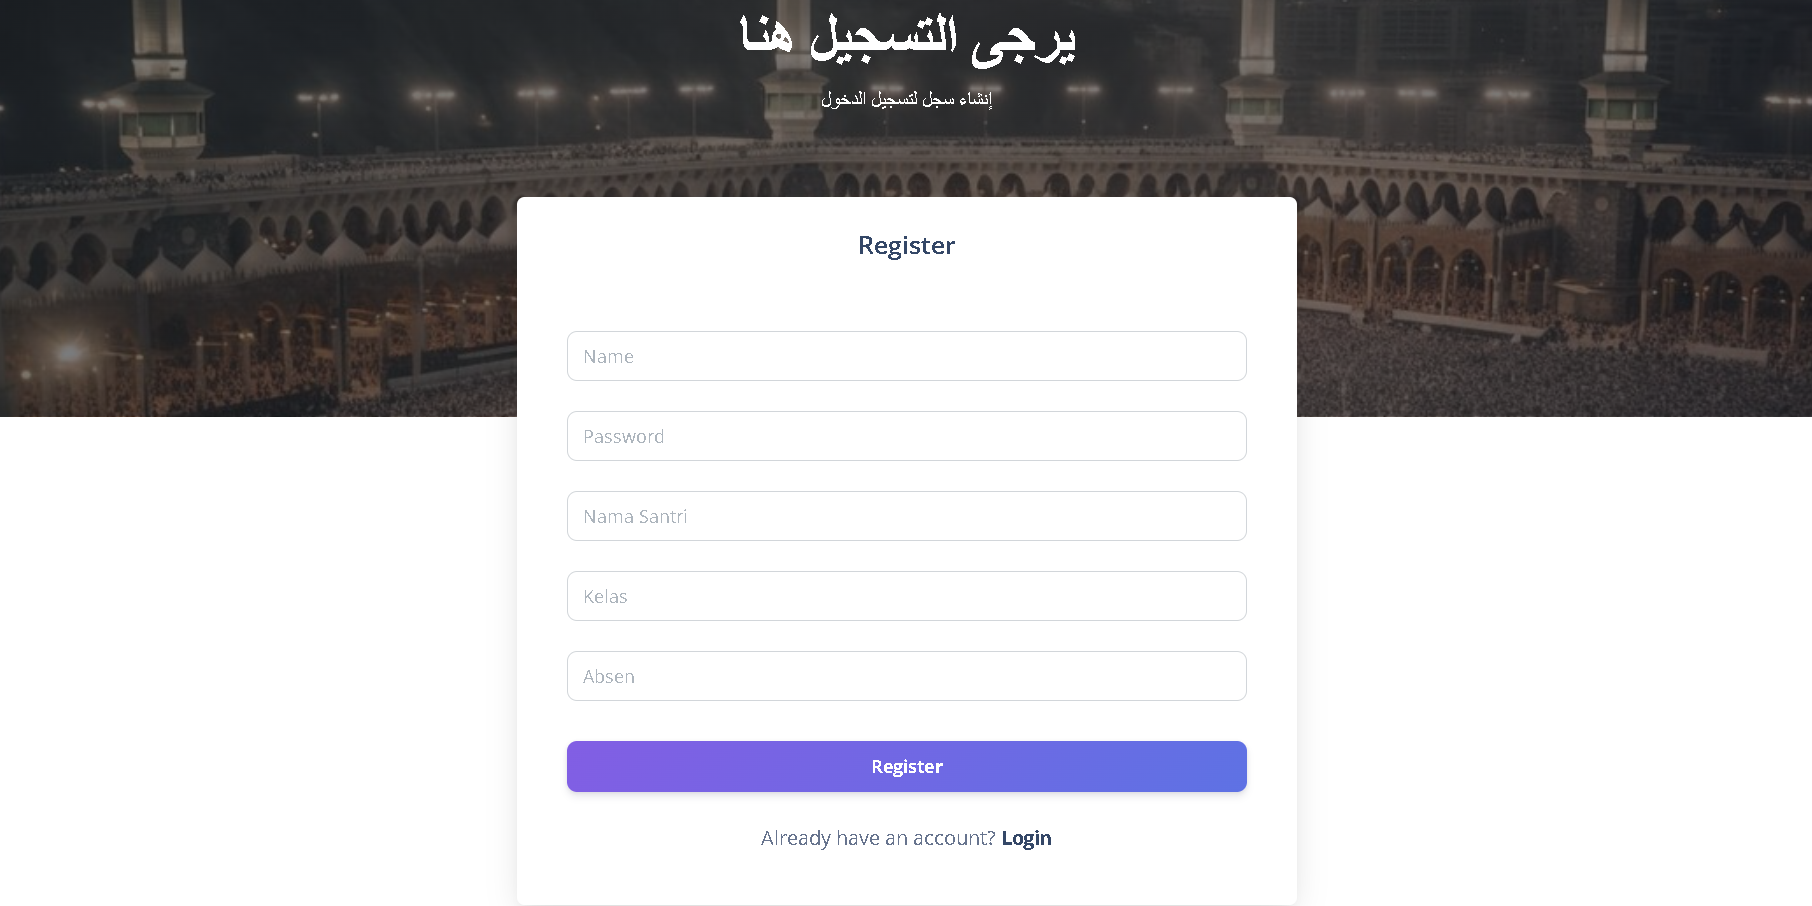 يرجى التسجيل هنا
إنشاء سجل لتسجيل الدخول
Register
Name
Password
Nama Santri
Kelas
Absen
Register
Already have an account? Login